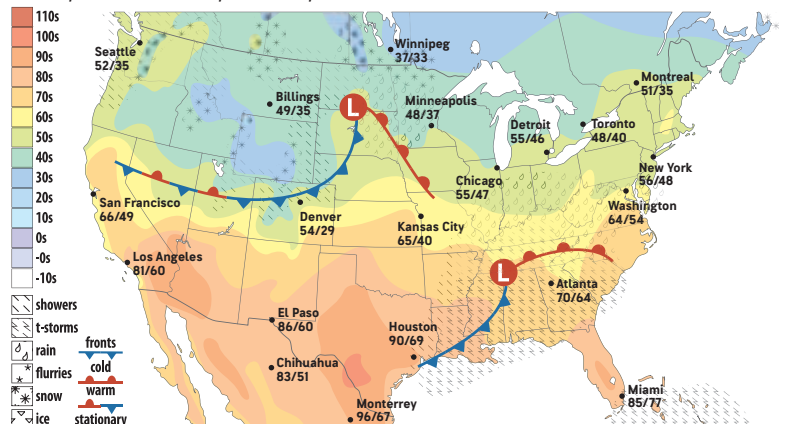 110s
100s
90s
80s
70s
60s
50s
40s
30s
20s
10s
0s
-0s
-10s
showers
t-storms
rain
flurries
snow
ice
fronts
cold
warm
stationary
Seattle
52/35
Winnipeg
37/33
Billings
49/35
Minneapolis
48/37
Montreal
51/35
Detroit
55/46
Toronto
48/40
L
Chicago
55/47
New York
56/48
San Francisco
66/49
Denver
54/29
Kansas City
65/40
Washington
64/54
Los Angeles
81/60
L
Atlanta
70/64
El Paso
86/60
Houston
90/69
Chihuahua
83/51
Monterrey
96/67
Miami
85/77